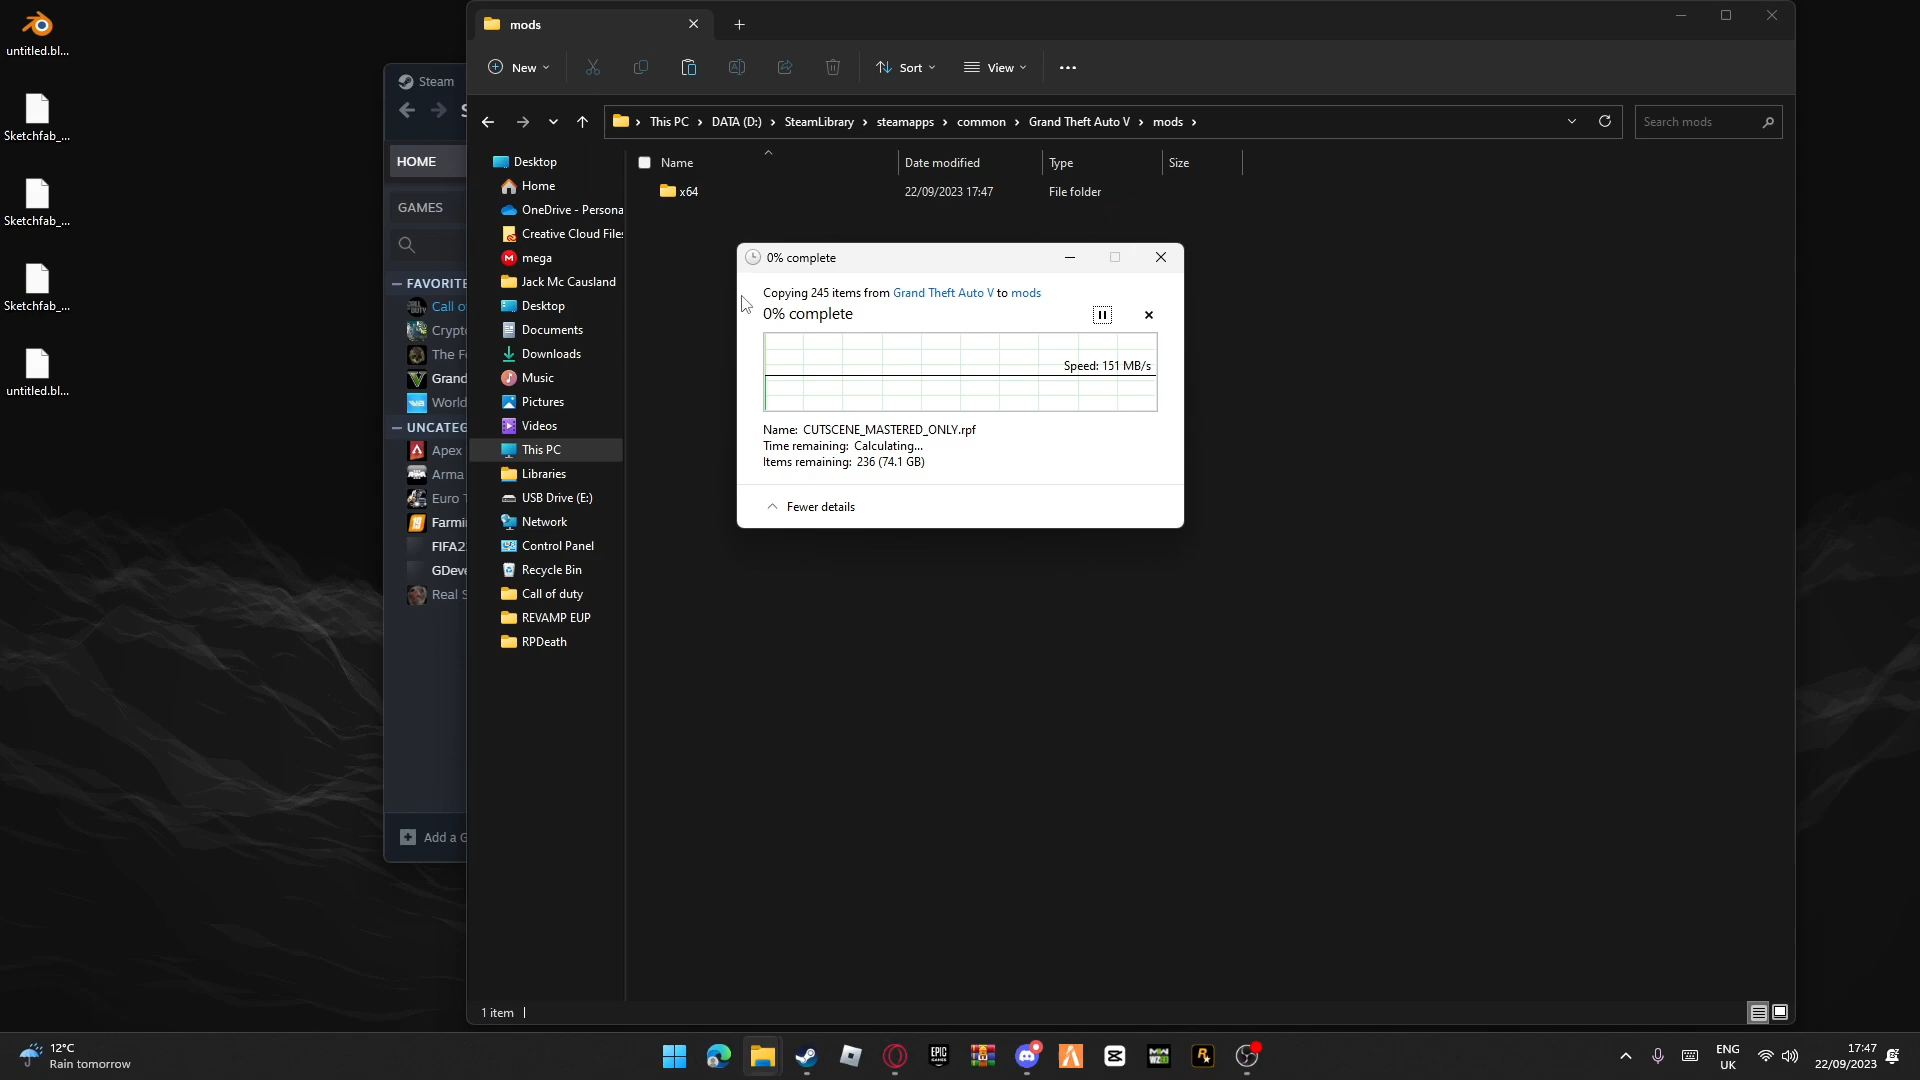 untitled.bl...
Sketchfab_...
Sketchfab_...
Sketchfab_...
untitled.bl...
Steam
HOME
GAMES
FAVORITE
Call o
Crypt
The F
Grand
World
UNCATEG
Apex
Arma
Euro T
Farmi
FIFA2
GDeve
Real S
Add a G
mods
New
Sort
View
This PC
DATA (D:)
SteamLibrary
steamapps
common
Grand Theft Auto V
mods
Search mods
Desktop
Home
OneDrive - Persona
Creative Cloud Files
mega
Jack Mc Causland
Desktop
Documents
Downloads
Music
Pictures
Videos
This PC
Libraries
USB Drive (E:)
Network
Control Panel
Recycle Bin
Call of duty
REVAMP EUP
RPDeath
Name
Date modified
Type
Size
x64
22/09/2023 17:47
File folder
0% complete
Copying 245 items from Grand Theft Auto V to mods
0% complete
Speed: 151 MB/s
Name: CUTSCENE_MASTERED_ONLY.rpf
Time remaining: Calculating...
Items remaining: 236 (74.1 GB)
Fewer details
1 item
12°C
Rain tomorrow
EPIC
GAMES
ENG
UK
17:47
22/09/2023